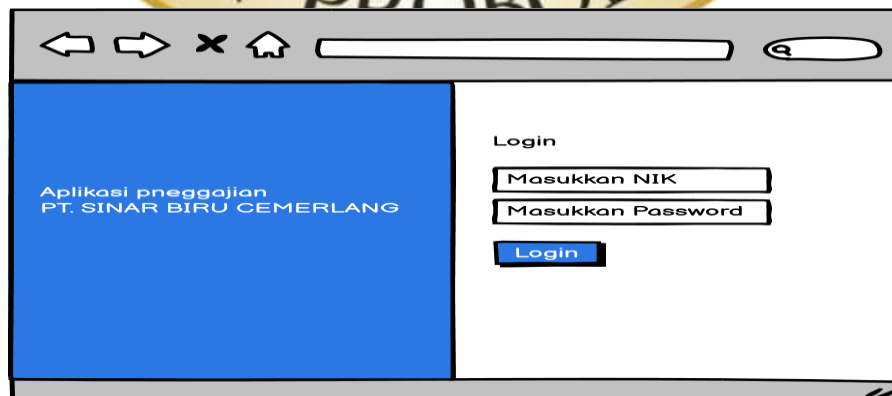 Aplikasi pneggajian
PT. SINAR BIRU CEMERLANG
Login
Masukkan NIK
Masukkan Password
Login